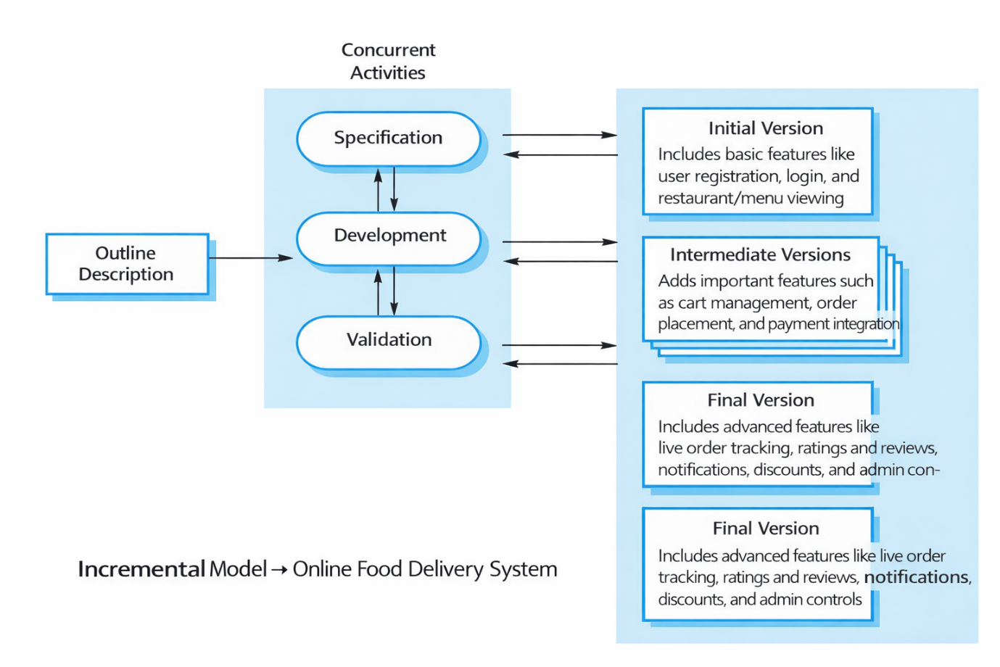 Concurrent
Activities
Specification
Development
Validation
Outline
Description
Initial Version
Includes basic features like
user registration, login, and
restaurant/menu viewing
Intermediate Versions
Adds important features such
as cart management, order
placement, and payment integration
Final Version
Includes advanced features like
live order tracking, ratings and reviews,
notifications, discounts, and admin con-
Final Version
Includes advanced features like live order
tracking, ratings and reviews, notifications,
discounts, and admin controls
Incremental Model → Online Food Delivery System